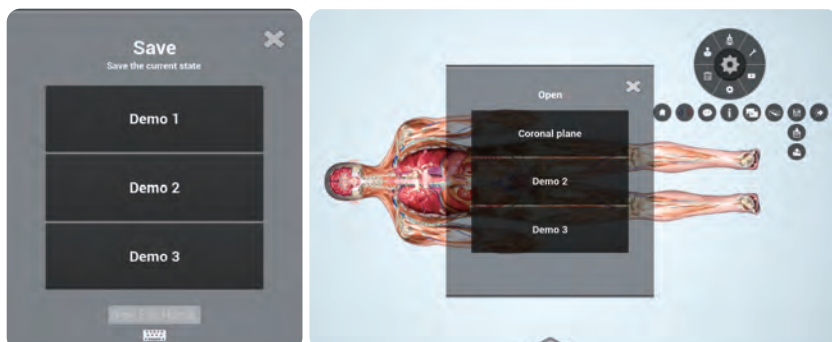 Save
Save the current state
Demo 1
Demo 2
Demo 3
Open
Coronal plane
Demo 2
Demo 3